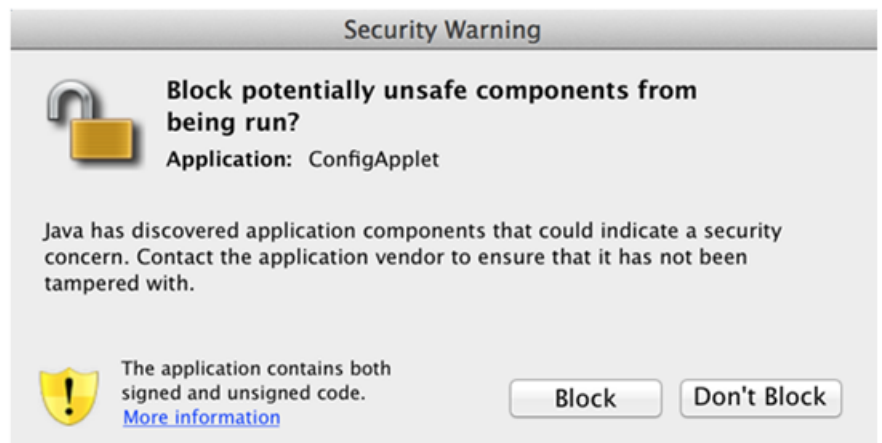 Security Warning
Block potentially unsafe components from
being run?
Application: ConfigApplet
Java has discovered application components that could indicate a security
concern. Contact the application vendor to ensure that it has not been
tampered with.
The application contains both
signed and unsigned code.
More information
Block
Don't Block